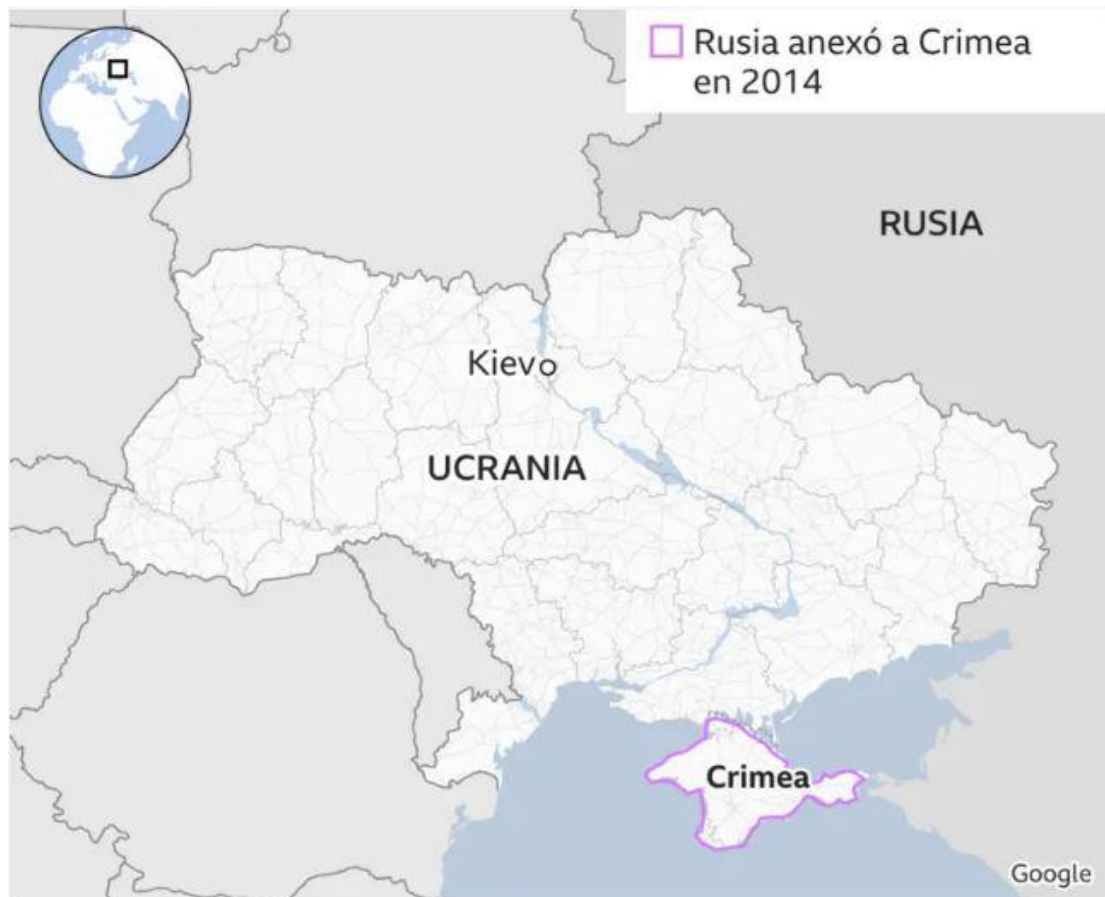 Rusia anexó a Crimea
en 2014
RUSIA
Kiev
UCRANIA
Crimea
Google